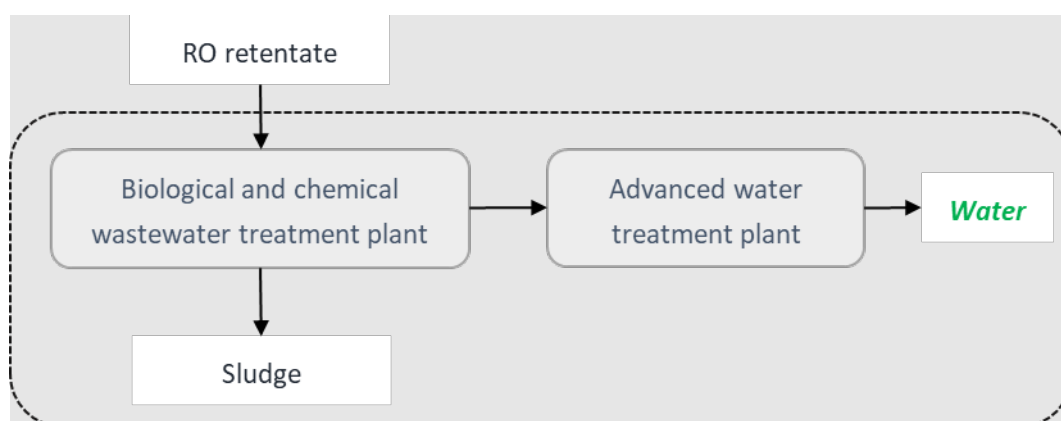 RO retentate
Biological and chemical
wastewater treatment plant
Advanced water
treatment plant
Water
Sludge